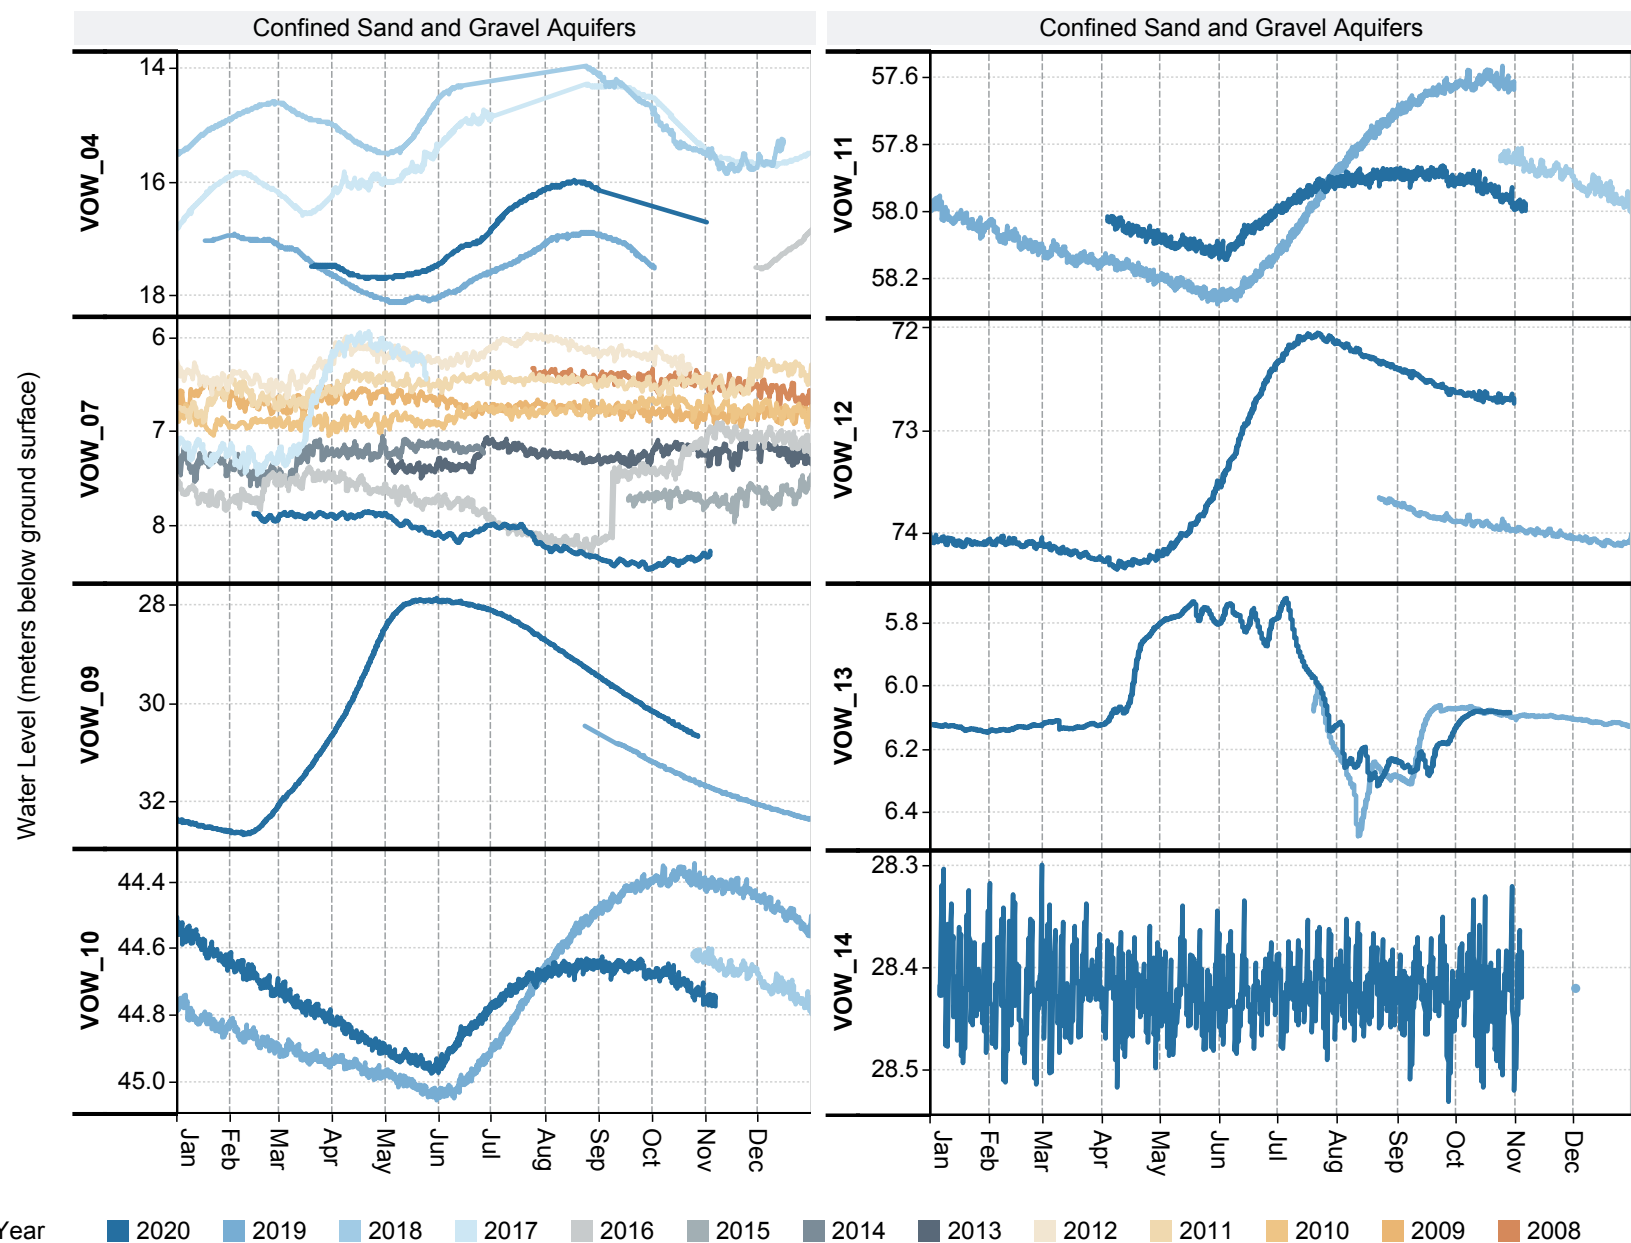 Confined Sand and Gravel Aquifers
Confined Sand and Gravel Aquifers
Water Level (meters below ground surface)
VOW_04
14
16
18
VOW_07
6
7
8
VOW_09
28
30
32
VOW_10
44.4
44.6
44.8
45.0
Jan Feb Mar Apr May Jun Jul Aug Sep Oct Nov Dec
VOW_11
57.6
57.8
58.0
58.2
VOW_12
72
73
74
VOW_13
5.8
6.0
6.2
6.4
VOW_14
28.3
28.4
28.5
Jan Feb Mar Apr May Jun Jul Aug Sep Oct Nov Dec
Year 2020 2019 2018 2017 2016 2015 2014 2013 2012 2011 2010 2009 2008